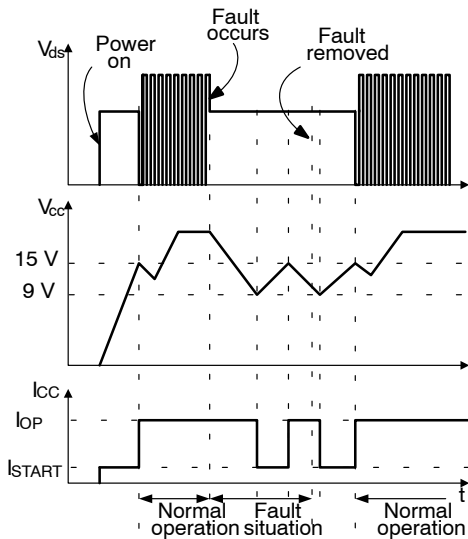 Fault
occurs
Vds
Power
on
Fault
removed
Vcc
15 V
9 V
ICC
IOP
ISTART
t
Normal
operation
Fault
situation
Normal
operation